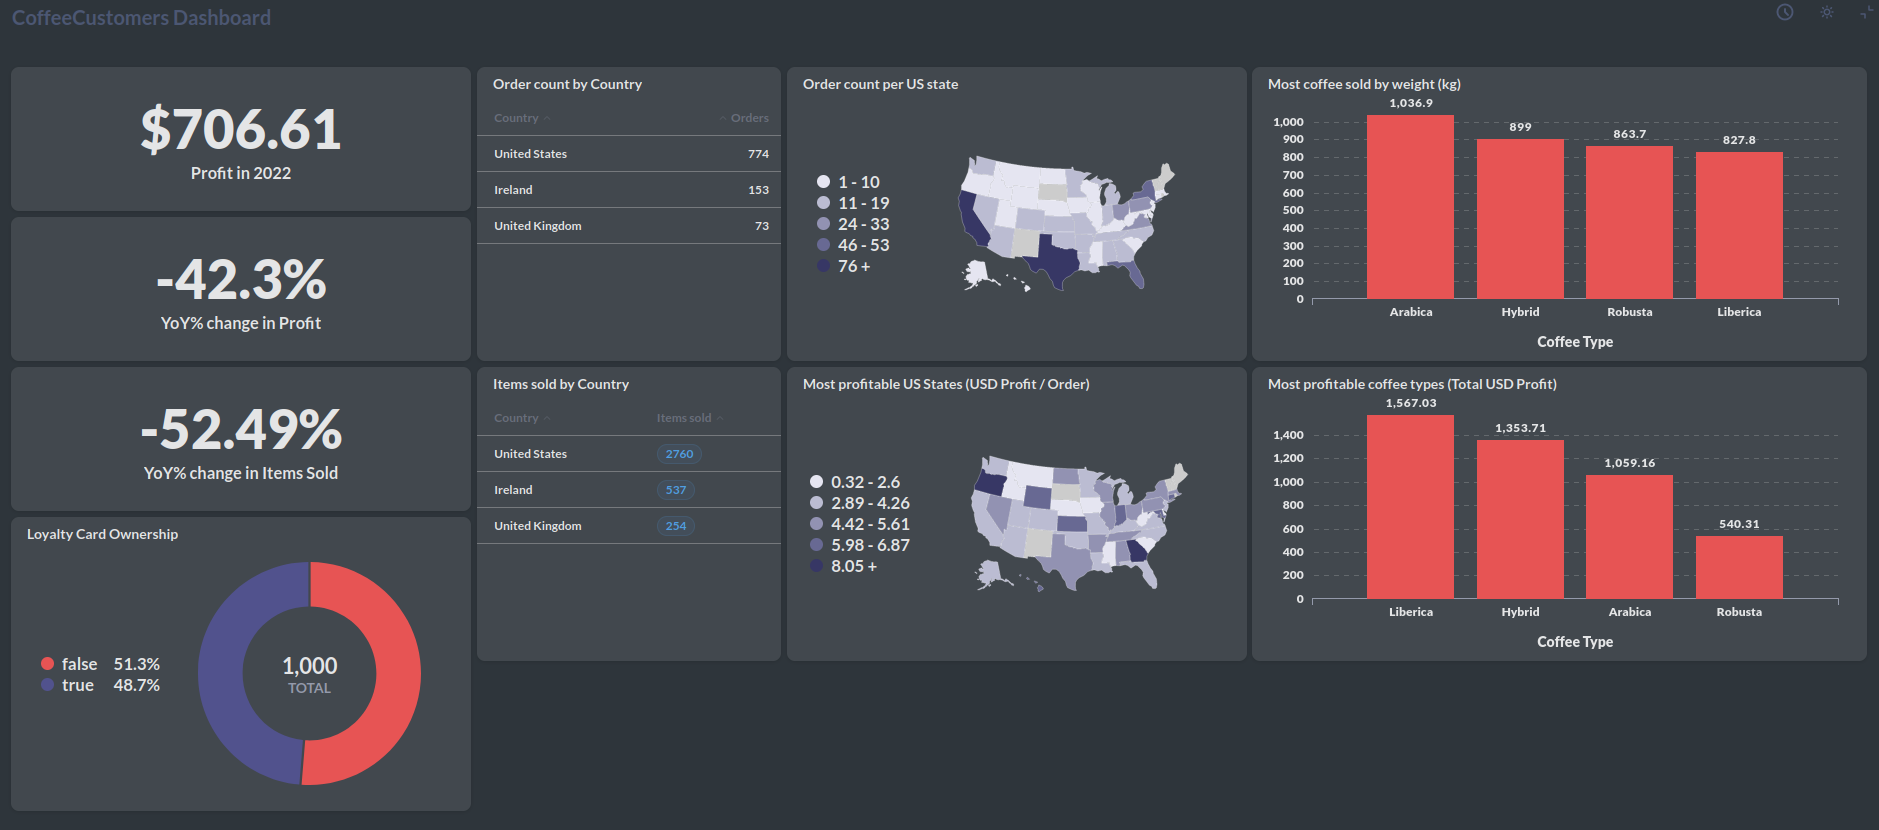 CoffeeCustomers Dashboard
$706.61
Profit in 2022
-42.3%
YoY% change in Profit
-52.49%
YoY% change in Items Sold
Loyalty Card Ownership
false 51.3%
true 48.7%
1,000
TOTAL
Order count by Country
Country Orders
United States 774
Ireland 153
United Kingdom 73
Items sold by Country
Country Items sold
United States 2760
Ireland 537
United Kingdom 254
Order count per US state
1 - 10
11 - 19
24 - 33
46 - 53
76 +
Most profitable US States (USD Profit / Order)
0.32 - 2.6
2.89 - 4.26
4.42 - 5.61
5.98 - 6.87
8.05 +
Most coffee sold by weight (kg)
1,036.9
899
863.7
827.8
1,000
900
800
700
600
500
400
300
200
100
0
Arabica Hybrid Robusta Liberica
Coffee Type
Most profitable coffee types (Total USD Profit)
1,567.03
1,353.71
1,059.16
540.31
1,400
1,200
1,000
800
600
400
200
0
Liberica Hybrid Arabica Robusta
Coffee Type